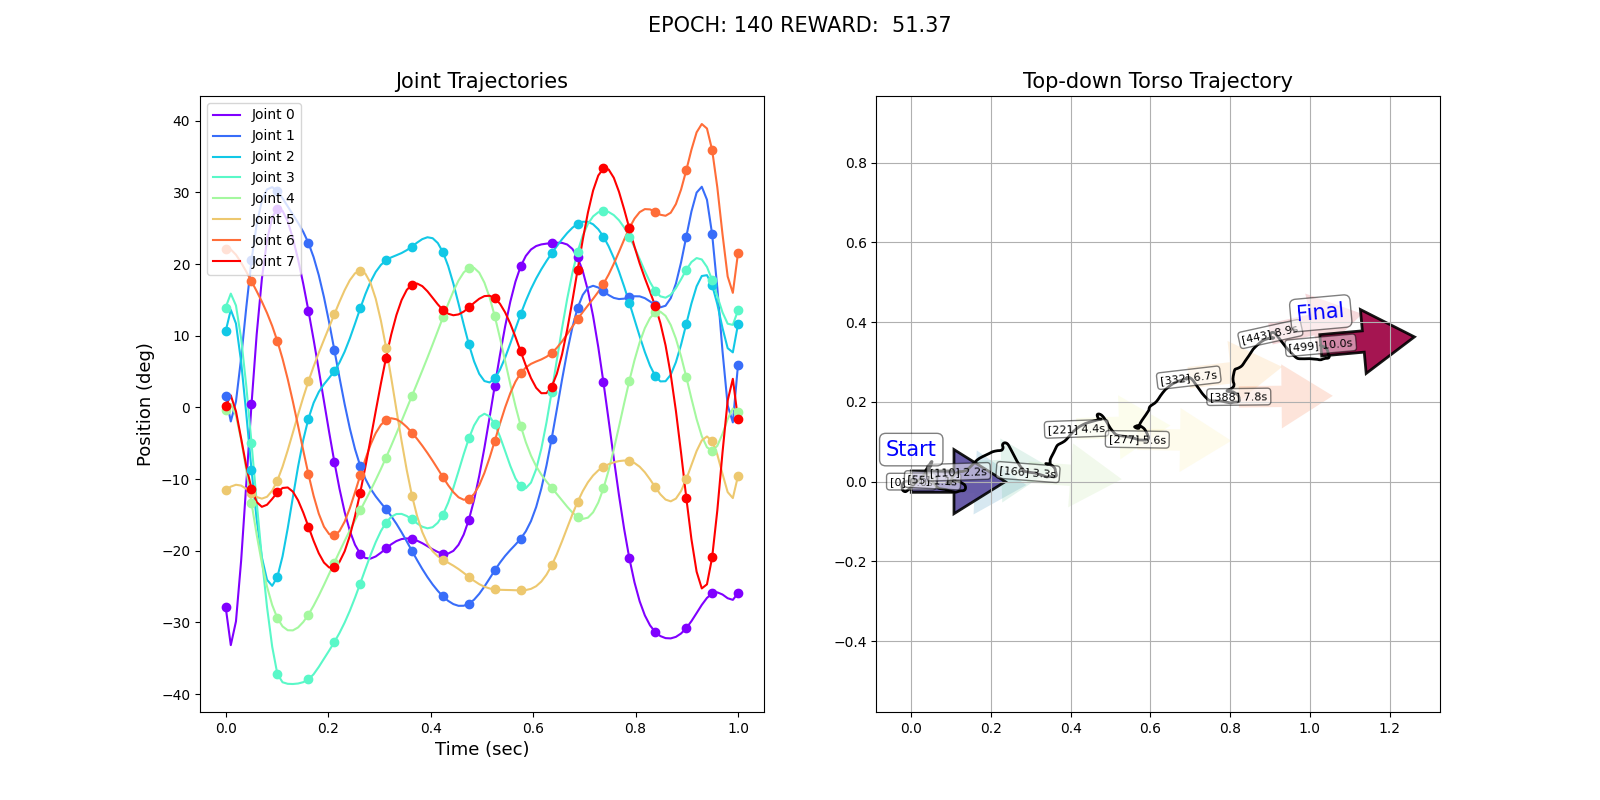 EPOCH: 140 REWARD:  51.37
Joint Trajectories
Position (deg)
40
30
20
10
0
−10
−20
−30
−40
Joint 0
Joint 1
Joint 2
Joint 3
Joint 4
Joint 5
Joint 6
Joint 7
0.0
0.2
0.4
0.6
0.8
1.0
Time (sec)
Top-down Torso Trajectory
0.8
0.6
0.4
0.2
0.0
−0.2
−0.4
Start
[0]
[55] 1.1s
[110] 2.2s
[166] 3.3s
[221] 4.4s
[277] 5.6s
[332] 6.7s
[388] 7.8s
[443] 8.9s
[499] 10.0s
Final
0.0
0.2
0.4
0.6
0.8
1.0
1.2